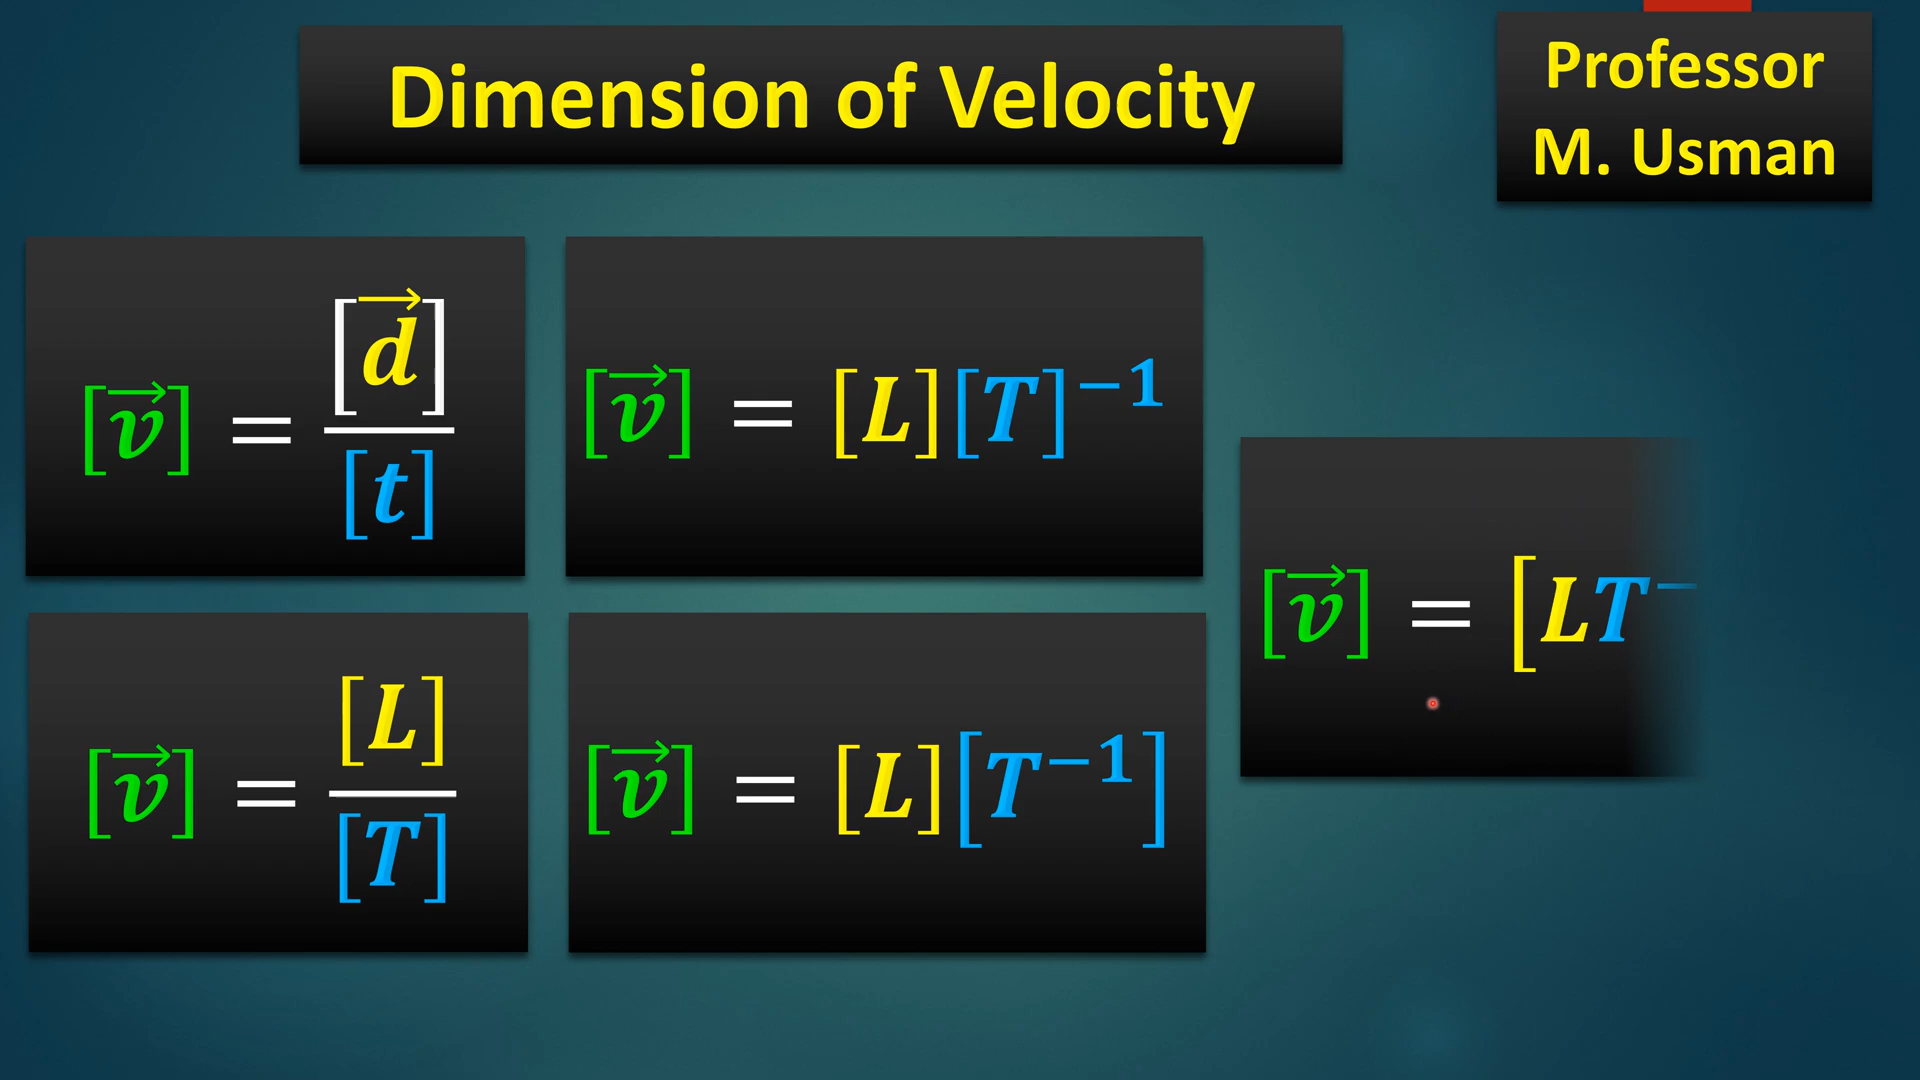 Dimension of Velocity
Professor
M. Usman
[v⃗] = [d⃗] / [t]
[v⃗] = [L] / [T]
[v⃗] = [L][T]⁻¹
[v⃗] = [L][T⁻¹]
[v⃗] = [LT⁻